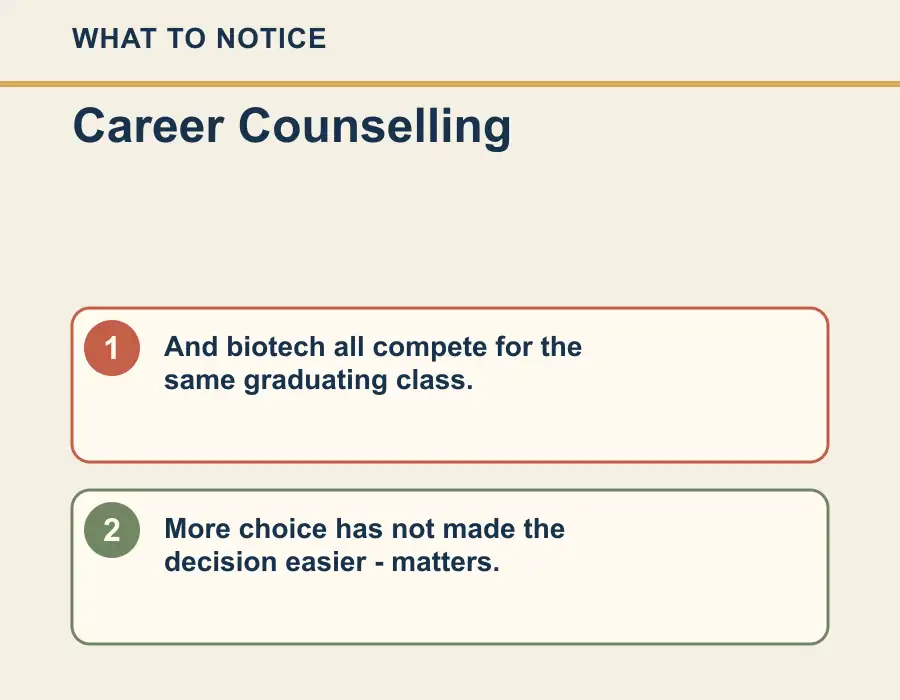 WHAT TO NOTICE
Career Counselling
1
And biotech all compete for the
same graduating class.
2
More choice has not made the
decision easier - matters.